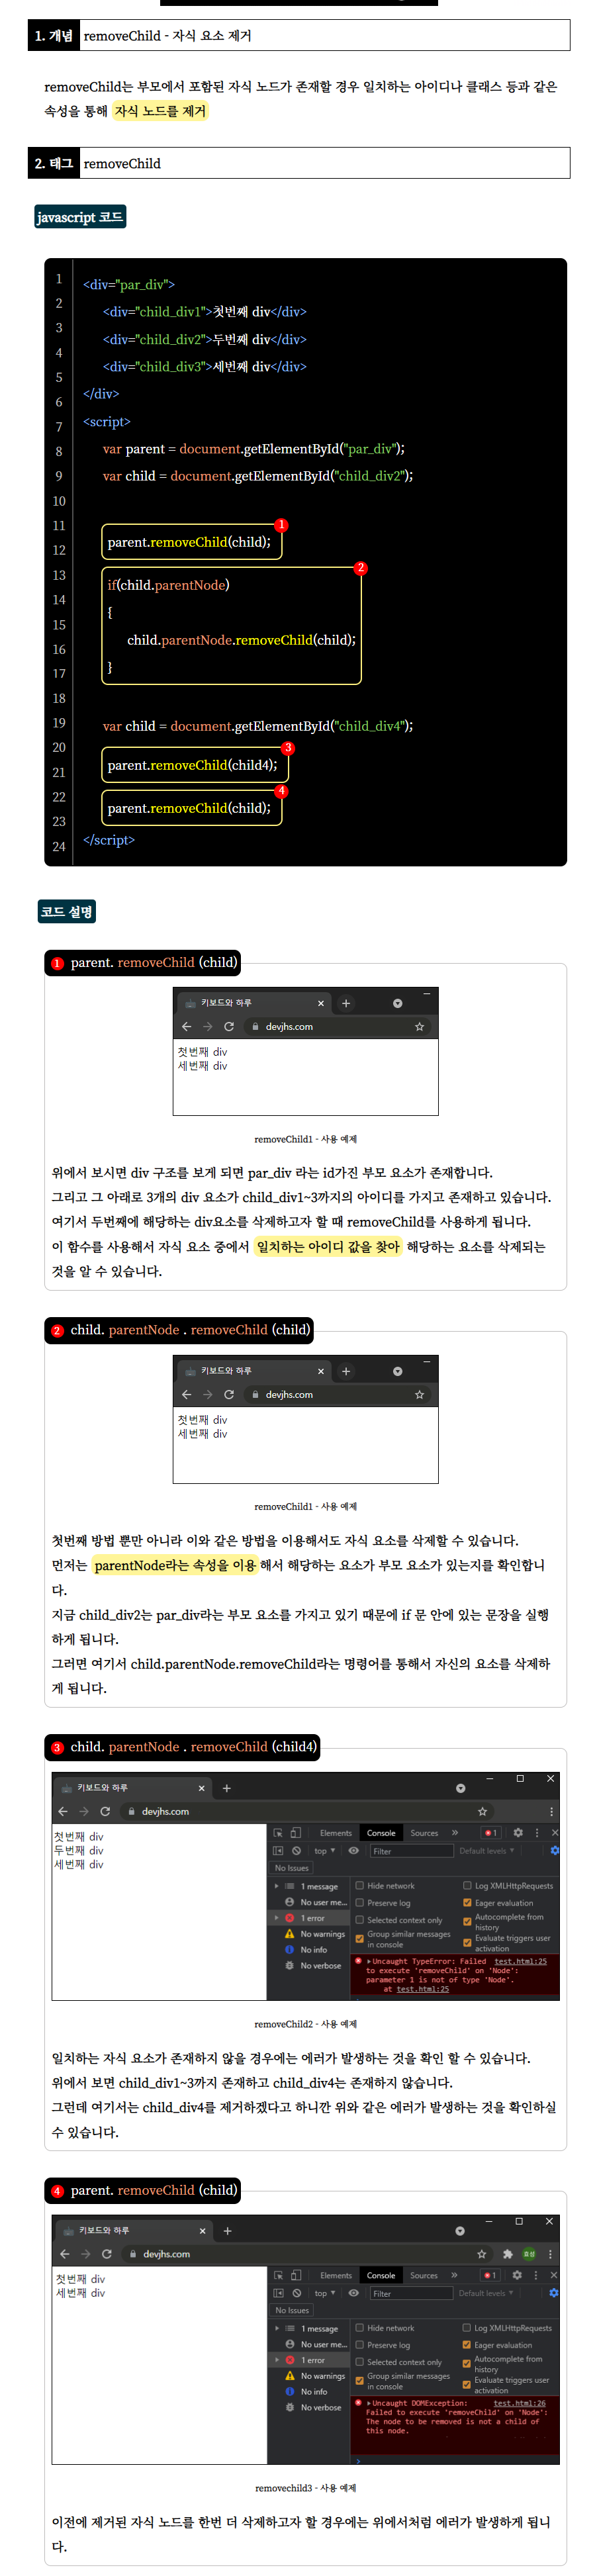 1. 개념 removeChild - 자식 요소 제거
removeChild는 부모에서 포함된 자식 노드가 존재할 경우 일치하는 아이디나 클래스 등과 같은
속성을 통해 자식 노드를 제거
2. 태그 removeChild
javascript 코드
1
2
3
4
5
6
7
8
9
10
11
12
13
14
15
16
17
18
19
20
21
22
23
24
<div="par_div">
<div="child_div1">첫번째 div</div>
<div="child_div2">두번째 div</div>
<div="child_div3">세번째 div</div>
</div>
<script>
var parent = document.getElementById("par_div");
var child = document.getElementById("child_div2");
1
parent.removeChild(child);
2
if(child.parentNode)
{
child.parentNode.removeChild(child);
}
var child = document.getElementById("child_div4");
3
parent.removeChild(child4);
4
parent.removeChild(child);
</script>
코드 설명
1 parent. removeChild (child)
키보드와 하루
devjhs.com
첫번째 div
세번째 div
removeChild1 - 사용 예제
위에서 보시면 div 구조를 보게 되면 par_div 라는 id가진 부모 요소가 존재합니다.
그리고 그 아래로 3개의 div 요소가 child_div1~3까지의 아이디를 가지고 존재하고 있습니다.
여기서 두번째에 해당하는 div요소를 삭제하고자 할 때 removeChild를 사용하게 됩니다.
이 함수를 사용해서 자식 요소 중에서 일치하는 아이디 값을 찾아 해당하는 요소를 삭제되는
것을 알 수 있습니다.
2 child. parentNode . removeChild (child)
키보드와 하루
devjhs.com
첫번째 div
세번째 div
removeChild1 - 사용 예제
첫번째 방법 뿐만 아니라 이와 같은 방법을 이용해서도 자식 요소를 삭제할 수 있습니다.
먼저는 parentNode라는 속성을 이용해서 해당하는 요소가 부모 요소가 있는지를 확인합니
다.
지금 child_div2는 par_div라는 부모 요소를 가지고 있기 때문에 if 문 안에 있는 문장을 실행
하게 됩니다.
그러면 여기서 child.parentNode.removeChild라는 명령어를 통해서 자신의 요소를 삭제하
게 됩니다.
3 child. parentNode . removeChild (child4)
키보드와 하루
devjhs.com
첫번째 div
두번째 div
세번째 div
Elements Console Sources » 1
top Filter Default levels
No Issues
1 message
No user me...
1 error
No warnings
No info
No verbose
Hide network
Preserve log
Selected context only
Group similar messages
in console
Log XMLHttpRequests
Eager evaluation
Autocomplete from
history
Evaluate triggers user
activation
Uncaught TypeError: Failed test.html:25
to execute 'removeChild' on 'Node':
parameter 1 is not of type 'Node'.
at test.html:25
removeChild2 - 사용 예제
일치하는 자식 요소가 존재하지 않을 경우에는 에러가 발생하는 것을 확인 할 수 있습니다.
위에서 보면 child_div1~3까지 존재하고 child_div4는 존재하지 않습니다.
그런데 여기서는 child_div4를 제거하겠다고 하니깐 위와 같은 에러가 발생하는 것을 확인하실
수 있습니다.
4 parent. removeChild (child)
키보드와 하루
devjhs.com
첫번째 div
세번째 div
Elements Console Sources » 1
top Filter Default levels
No Issues
1 message
No user me...
1 error
No warnings
No info
No verbose
Hide network
Preserve log
Selected context only
Group similar messages
in console
Log XMLHttpRequests
Eager evaluation
Autocomplete from
history
Evaluate triggers user
activation
Uncaught DOMException: test.html:26
Failed to execute 'removeChild' on 'Node':
The node to be removed is not a child of
this node.
removechild3 - 사용 예제
이전에 제거된 자식 노드를 한번 더 삭제하고자 할 경우에는 위에서처럼 에러가 발생하게 됩니
다.